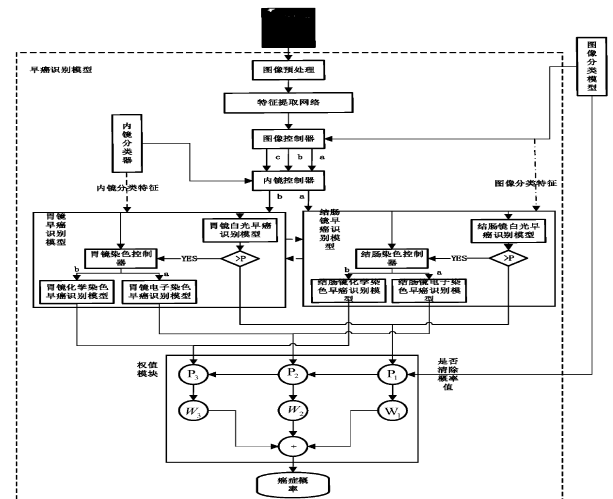 图像分类模型
早癌识别模型
图像预处理
特征提取网络
图像控制器
c b a
内镜分类器
内镜控制器
b a
内镜分类特征
图像分类特征
胃镜早癌识别模型
胃镜白光早癌识别模型
胃镜染色控制器
YES
>P
b a
胃镜化学染色早癌识别模型
胃镜电子染色早癌识别模型
结肠镜早癌识别模型
结肠镜白光早癌识别模型
结肠染色控制器
YES
>P
b a
结肠镜化学染色早癌识别模型
结肠镜电子染色早癌识别模型
权值模块
是否清除概率值
P3 P2 P1
W3 W2 W1
+
癌症概率